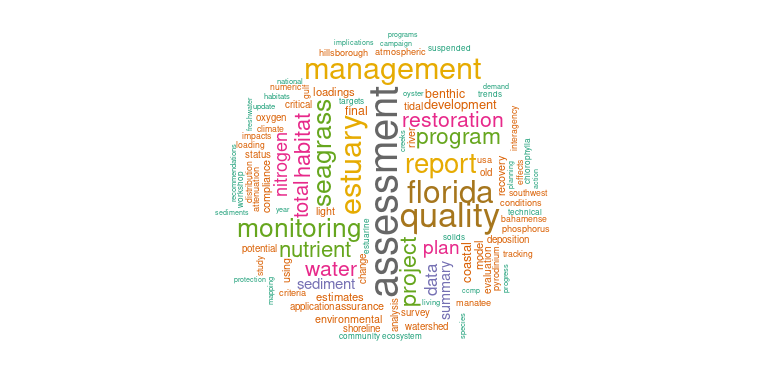 programs
implications campaign
hillsborough atmospheric suspended
management
national
numeric
gulf
loadings
habitats
critical
targets
oyster
benthic
demand
trends
update
final
tidal
development
freshwater
oxygen
seagrass
estuary
assessment
creeks
river
restoration
interagency
climate
impacts
nitrogen
habitat
program
loading
status
report
usa
old
recovery
planning
effects
chlorophylla
action
recommendations
workshop
distribution
attenuation
compliance
total
florida
southwest
conditions
sediments
year
light
quality
technical
bahamense
phosphorus
monitoring
estuarine
solids
deposition
potential
nutrient
plan
tracking
study
using
water
change
project
data
summary
coastal
model
evaluation
pyrodinium
progress
protection
mapping
sediment
ccmp
criteria
estimates
living
manatee
application
assurance
analysis
survey
species
environmental
shoreline
watershed
community ecosystem